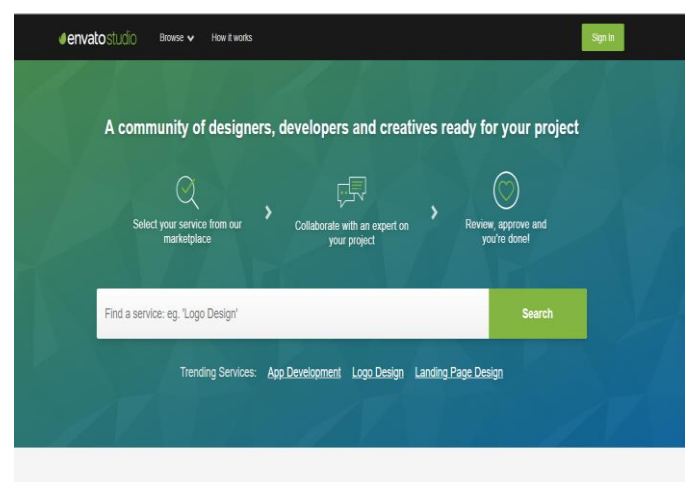 envatostudio Browse How it works Sign In
A community of designers, developers and creatives ready for your project
Select your service from our
marketplace
Collaborate with an expert on
your project
Review, approve and
you're done!
Find a service: eg. 'Logo Design' Search
Trending Services: App Development Logo Design Landing Page Design